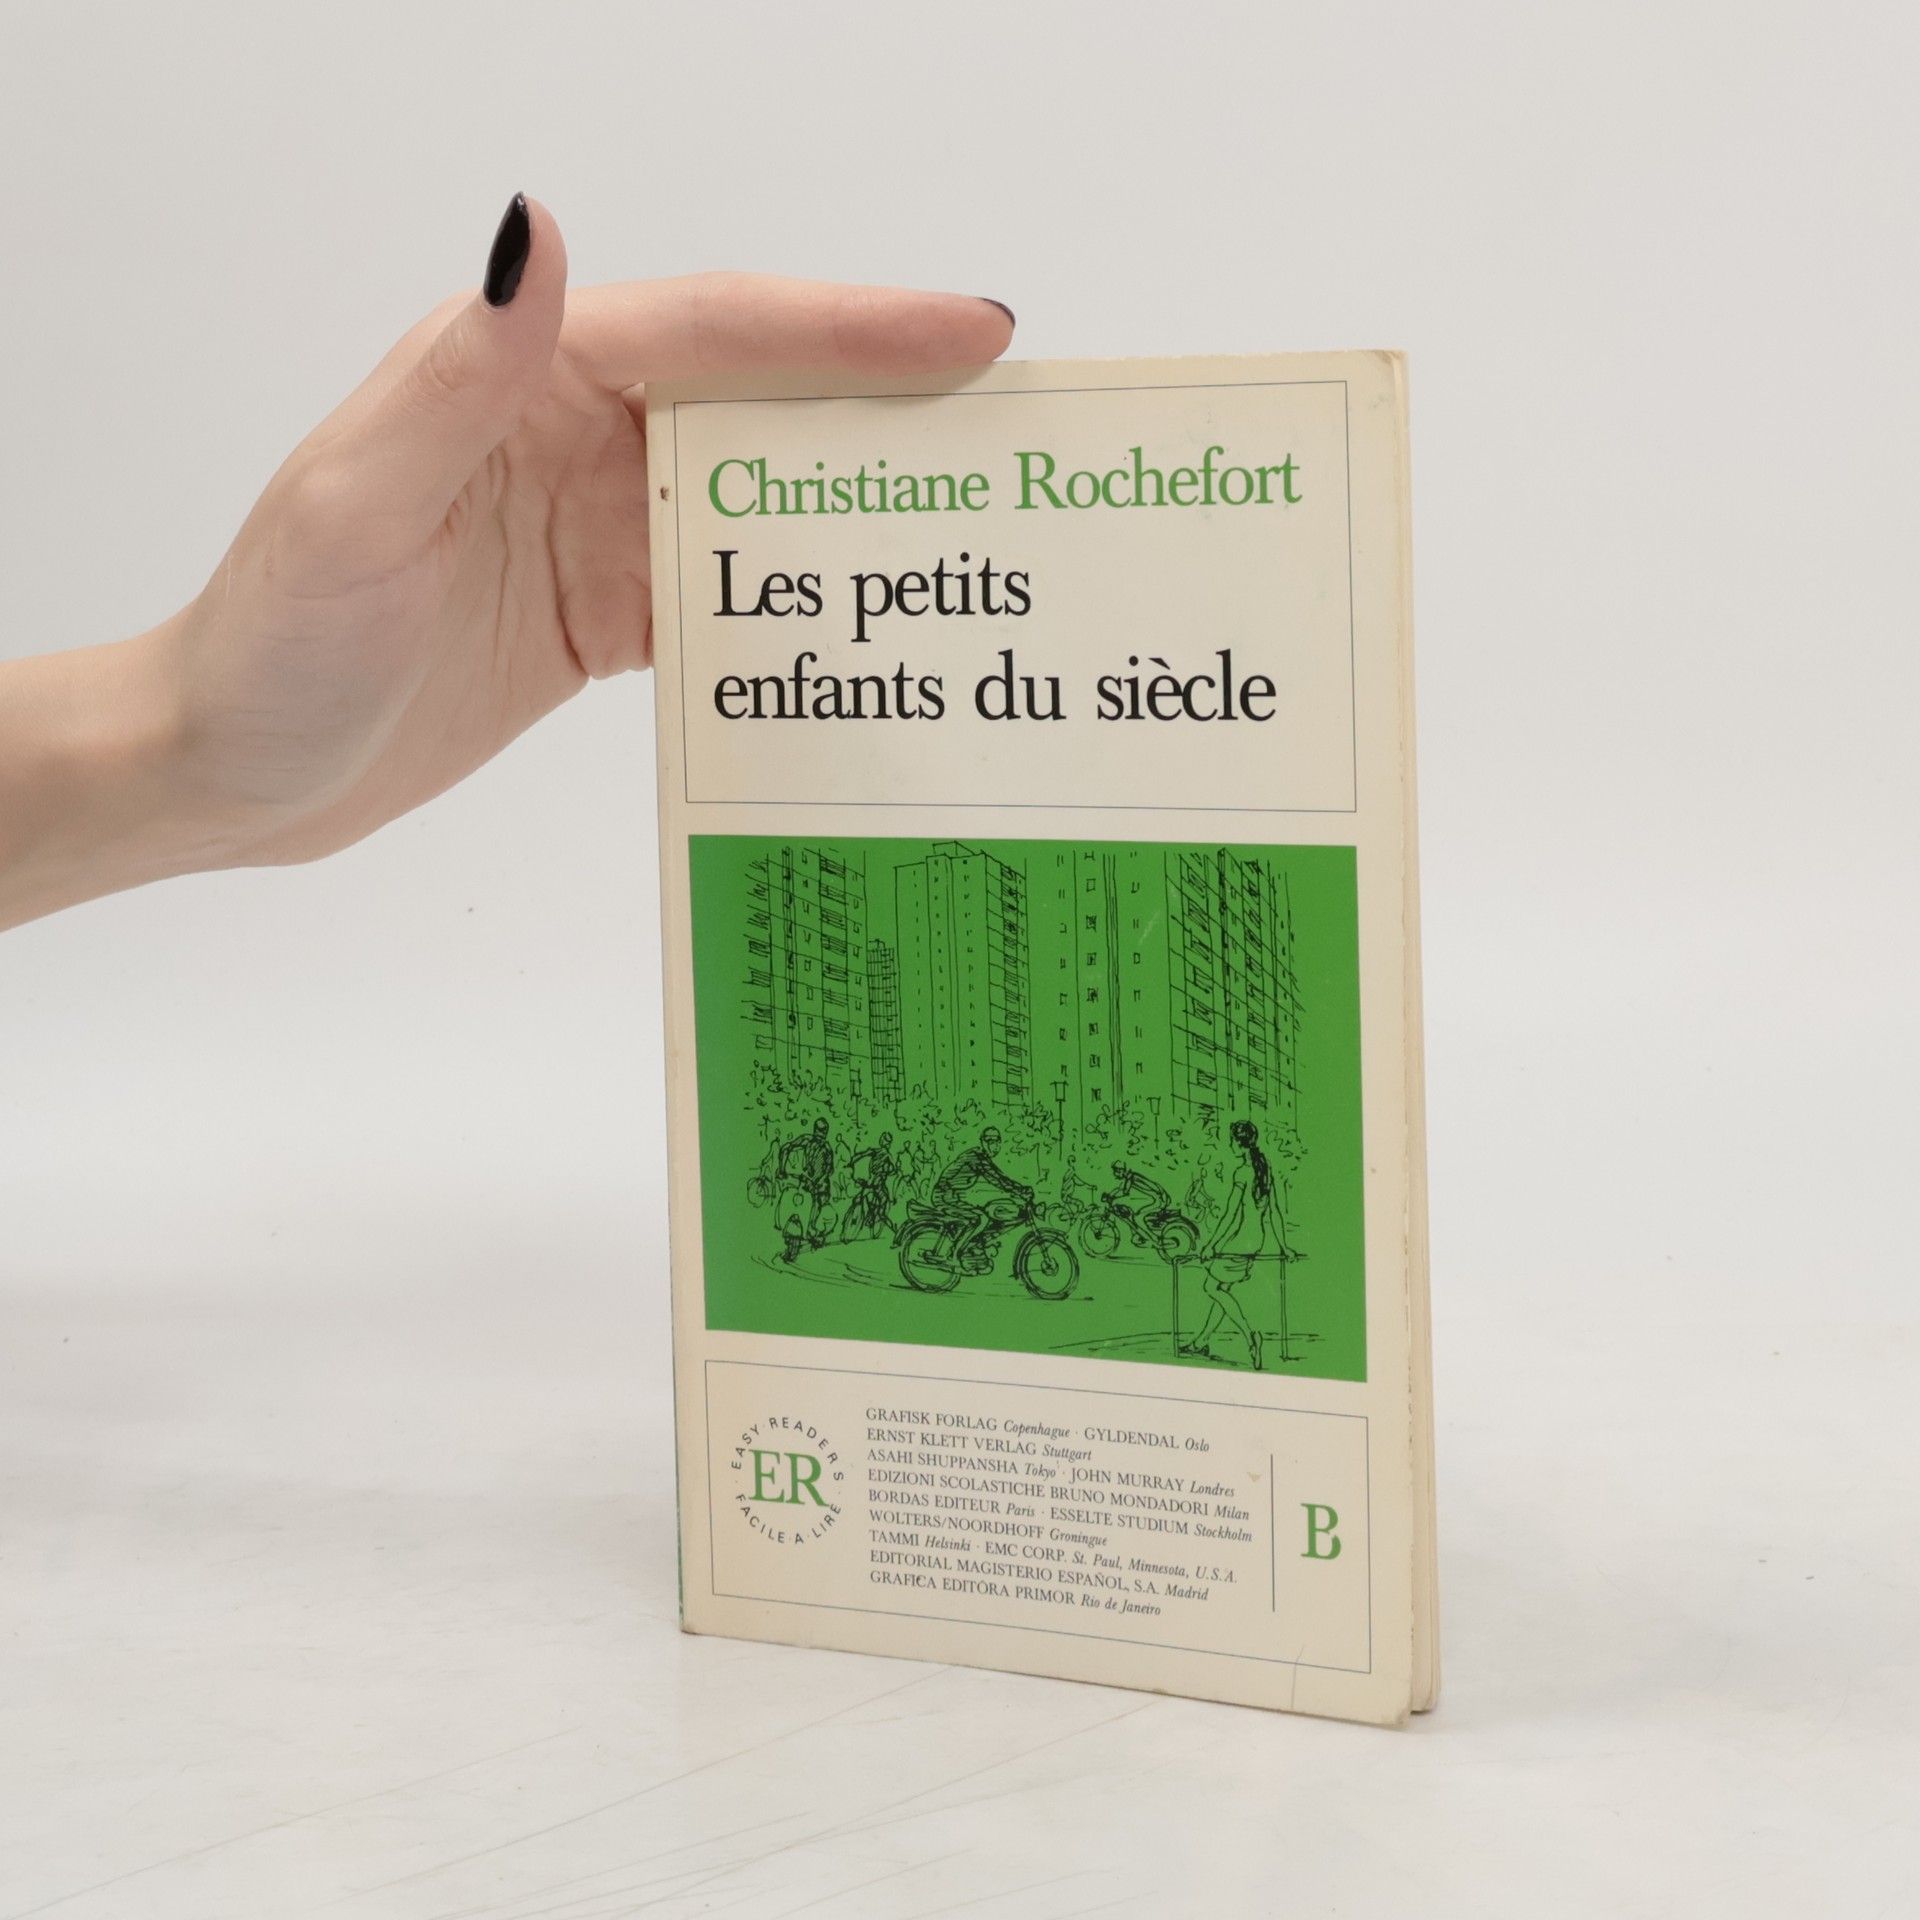 Christiane Rochefort
Les petits
enfants du siècle
EASY·READERS
ER
FACILE·A·LIRE
GRAFISK FORLAG Copenhague · GYLDENDAL Oslo
ERNST KLETT VERLAG Stuttgart
ASAHI SHUPPANSHA Tokyo · JOHN MURRAY Londres
EDIZIONI SCOLASTICHE BRUNO MONDADORI Milan
BORDAS EDITEUR Paris · ESSELTE STUDIUM Stockholm
WOLTERS/NOORDHOFF Groningue
TAMMI Helsinki · EMC CORP. St. Paul, Minnesota, U.S.A.
EDITORIAL MAGISTERIO ESPAÑOL, S.A. Madrid
GRAFICA EDITÔRA PRIMOR Rio de Janeiro
B